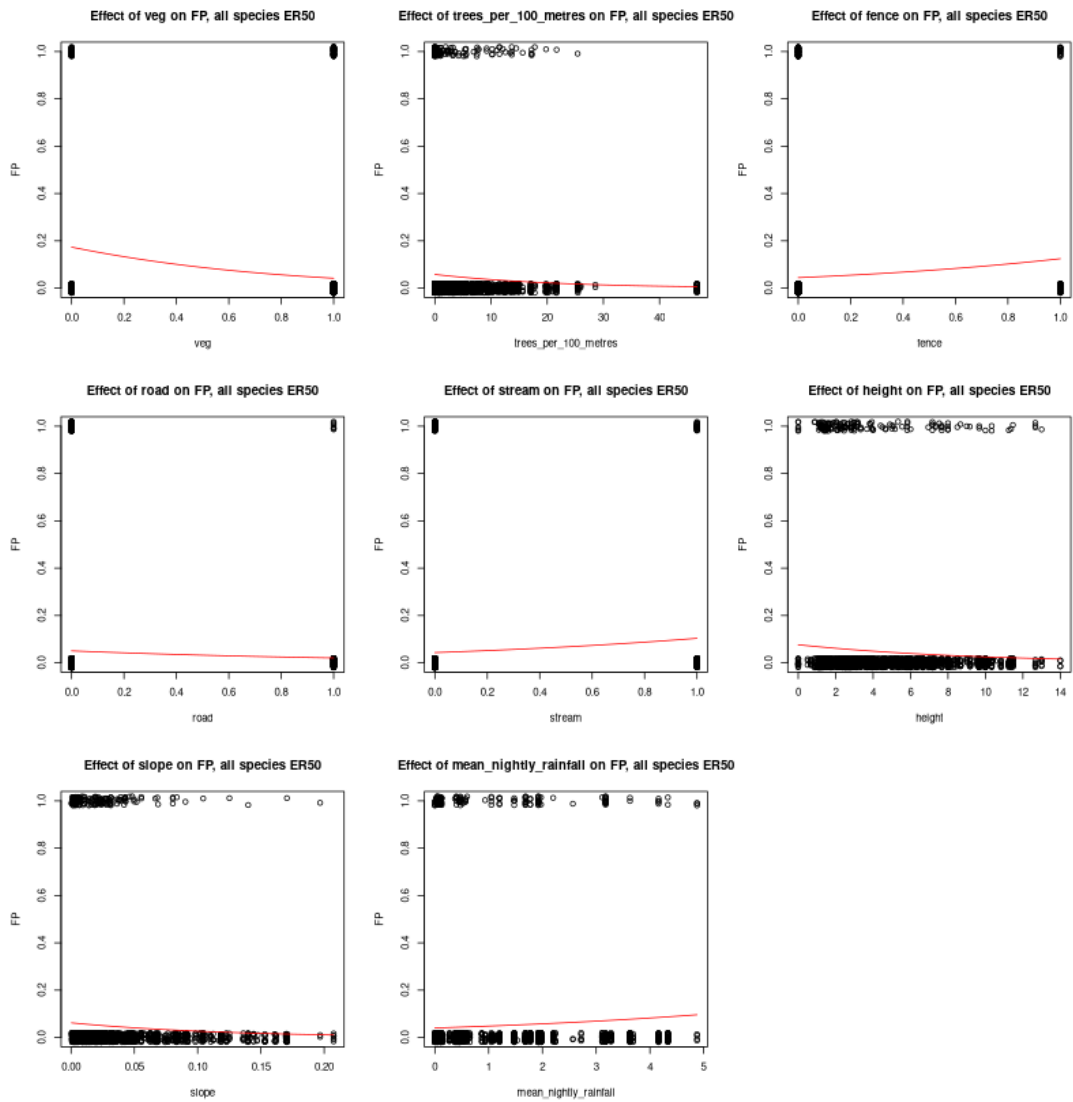 Effect of veg on FP, all species ER50
Effect of trees_per_100_metres on FP, all species ER50
Effect of fence on FP, all species ER50
FP
0.0 0.2 0.4 0.6 0.8 1.0
0.0 0.2 0.4 0.6 0.8 1.0
veg
FP
0.0 0.2 0.4 0.6 0.8 1.0
0 10 20 30 40
trees_per_100_metres
FP
0.0 0.2 0.4 0.6 0.8 1.0
0.0 0.2 0.4 0.6 0.8 1.0
fence
Effect of road on FP, all species ER50
Effect of stream on FP, all species ER50
Effect of height on FP, all species ER50
FP
0.0 0.2 0.4 0.6 0.8 1.0
0.0 0.2 0.4 0.6 0.8 1.0
road
FP
0.0 0.2 0.4 0.6 0.8 1.0
0.0 0.2 0.4 0.6 0.8 1.0
stream
FP
0.0 0.2 0.4 0.6 0.8 1.0
0 2 4 6 8 10 12 14
height
Effect of slope on FP, all species ER50
Effect of mean_nightly_rainfall on FP, all species ER50
FP
0.0 0.2 0.4 0.6 0.8 1.0
0.00 0.05 0.10 0.15 0.20
slope
FP
0.0 0.2 0.4 0.6 0.8 1.0
0 1 2 3 4 5
mean_nightly_rainfall